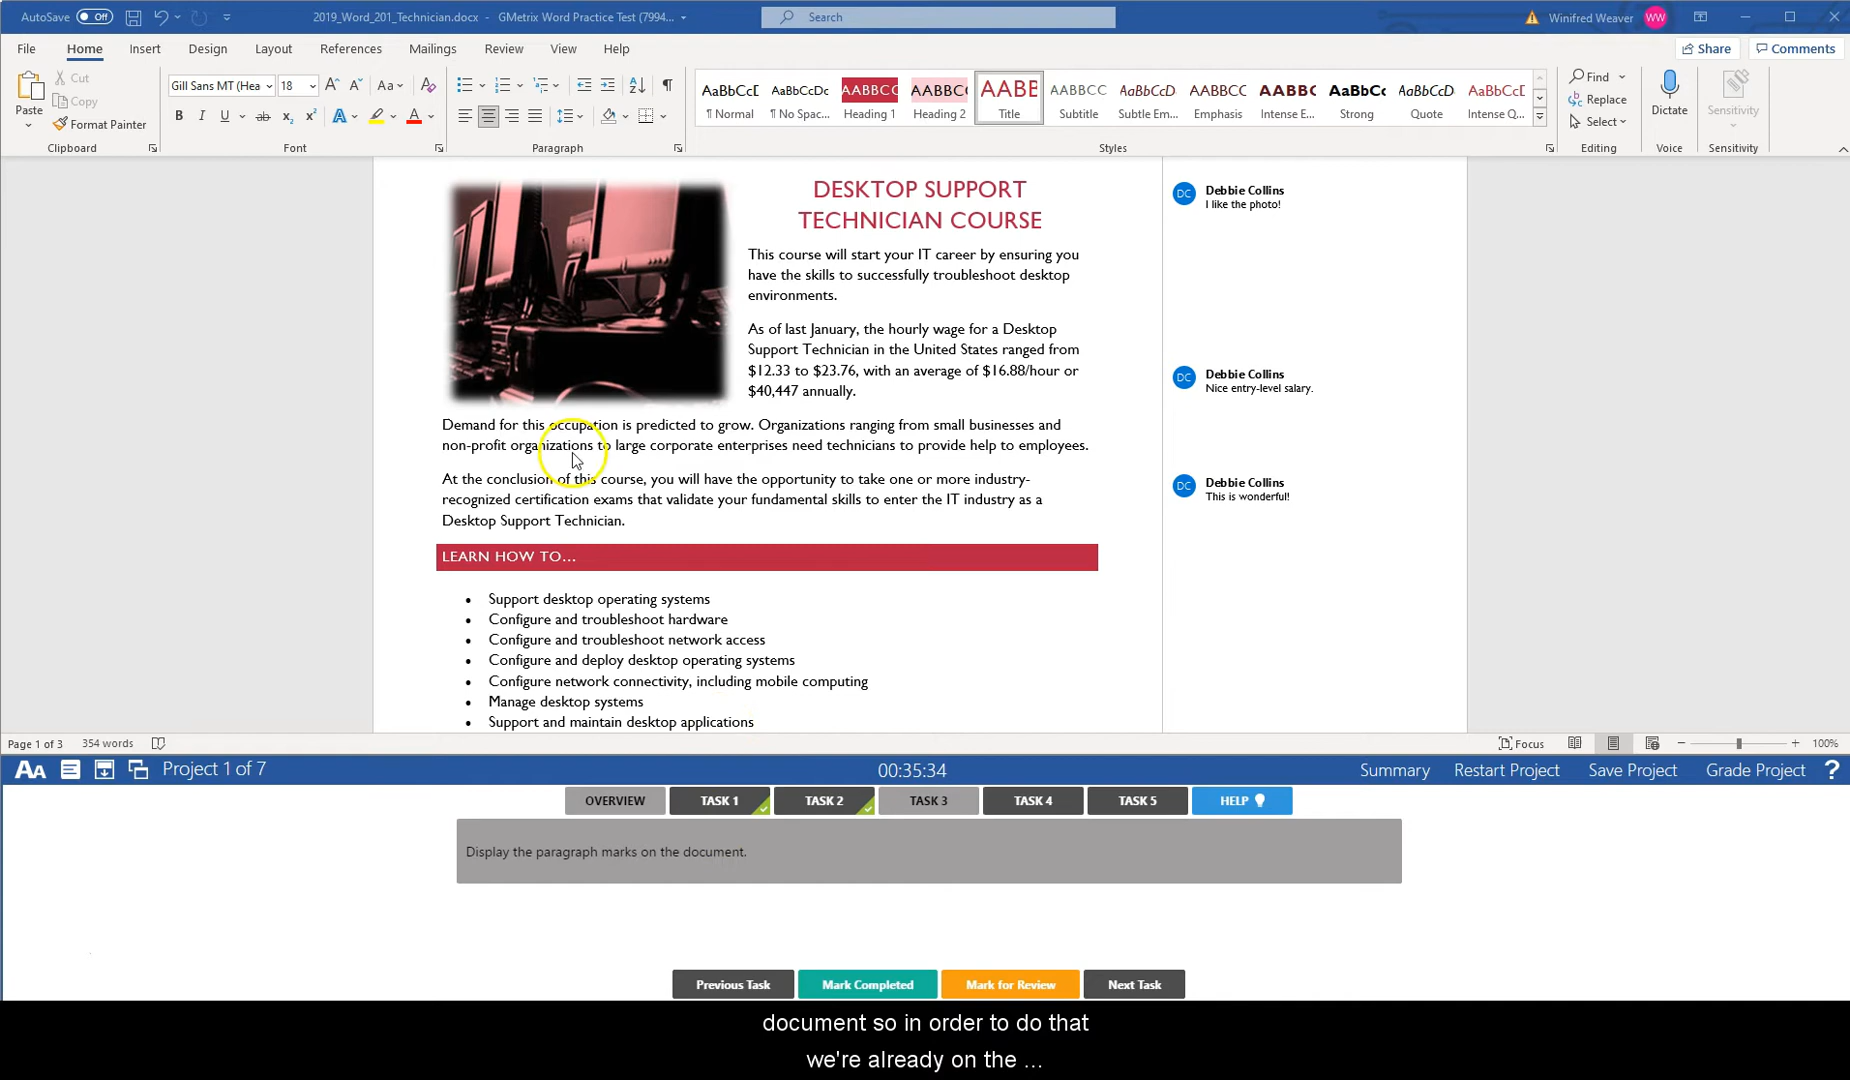 AutoSave Off 2019_Word_201_Technician.docx - GMetrix Word Practice Test (7994... Search Winifred Weaver WW
File Home Insert Design Layout References Mailings Review View Help Share Comments
Paste Cut Copy Format Painter
Gill Sans MT (Hea 18 Aa
B I U ab x₂ x² A A
AaBbCcD AaBbCcDc AABBCC AABBCC AABB AABBCC AaBbCcD AABBCC AABBC AaBbCc AaBbCcD AABBCcD
¶ Normal ¶ No Spac... Heading 1 Heading 2 Title Subtitle Subtle Em... Emphasis Intense E... Strong Quote Intense Q...
Find Replace Select Dictate Sensitivity
Clipboard Font Paragraph Styles Editing Voice Sensitivity
DESKTOP SUPPORT
TECHNICIAN COURSE
This course will start your IT career by ensuring you
have the skills to successfully troubleshoot desktop
environments.
As of last January, the hourly wage for a Desktop
Support Technician in the United States ranged from
$12.33 to $23.76, with an average of $16.88/hour or
$40,447 annually.
Demand for this occupation is predicted to grow. Organizations ranging from small businesses and
non-profit organizations to large corporate enterprises need technicians to provide help to employees.
At the conclusion of this course, you will have the opportunity to take one or more industry-
recognized certification exams that validate your fundamental skills to enter the IT industry as a
Desktop Support Technician.
LEARN HOW TO...
• Support desktop operating systems
• Configure and troubleshoot hardware
• Configure and troubleshoot network access
• Configure and deploy desktop operating systems
• Configure network connectivity, including mobile computing
• Manage desktop systems
• Support and maintain desktop applications
DC Debbie Collins
I like the photo!
DC Debbie Collins
Nice entry-level salary.
DC Debbie Collins
This is wonderful!
Page 1 of 3 354 words Focus 100%
AA Project 1 of 7 00:35:34 Summary Restart Project Save Project Grade Project ?
OVERVIEW TASK 1 TASK 2 TASK 3 TASK 4 TASK 5 HELP
Display the paragraph marks on the document.
Previous Task Mark Completed Mark for Review Next Task
document so in order to do that
we're already on the ...